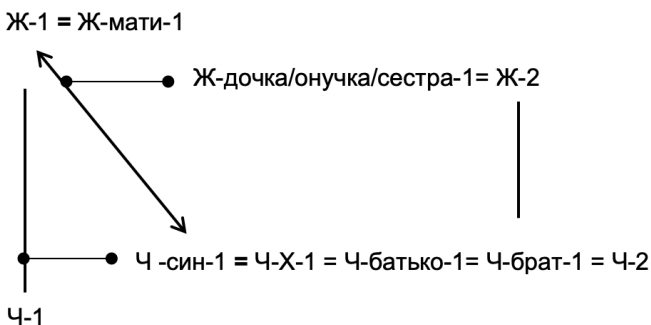 Ж-1 = Ж-мати-1
Ж-дочка/онучка/сестра-1= Ж-2
Ч -син-1 = Ч-Х-1 = Ч-батько-1= Ч-брат-1 = Ч-2
Ч-1